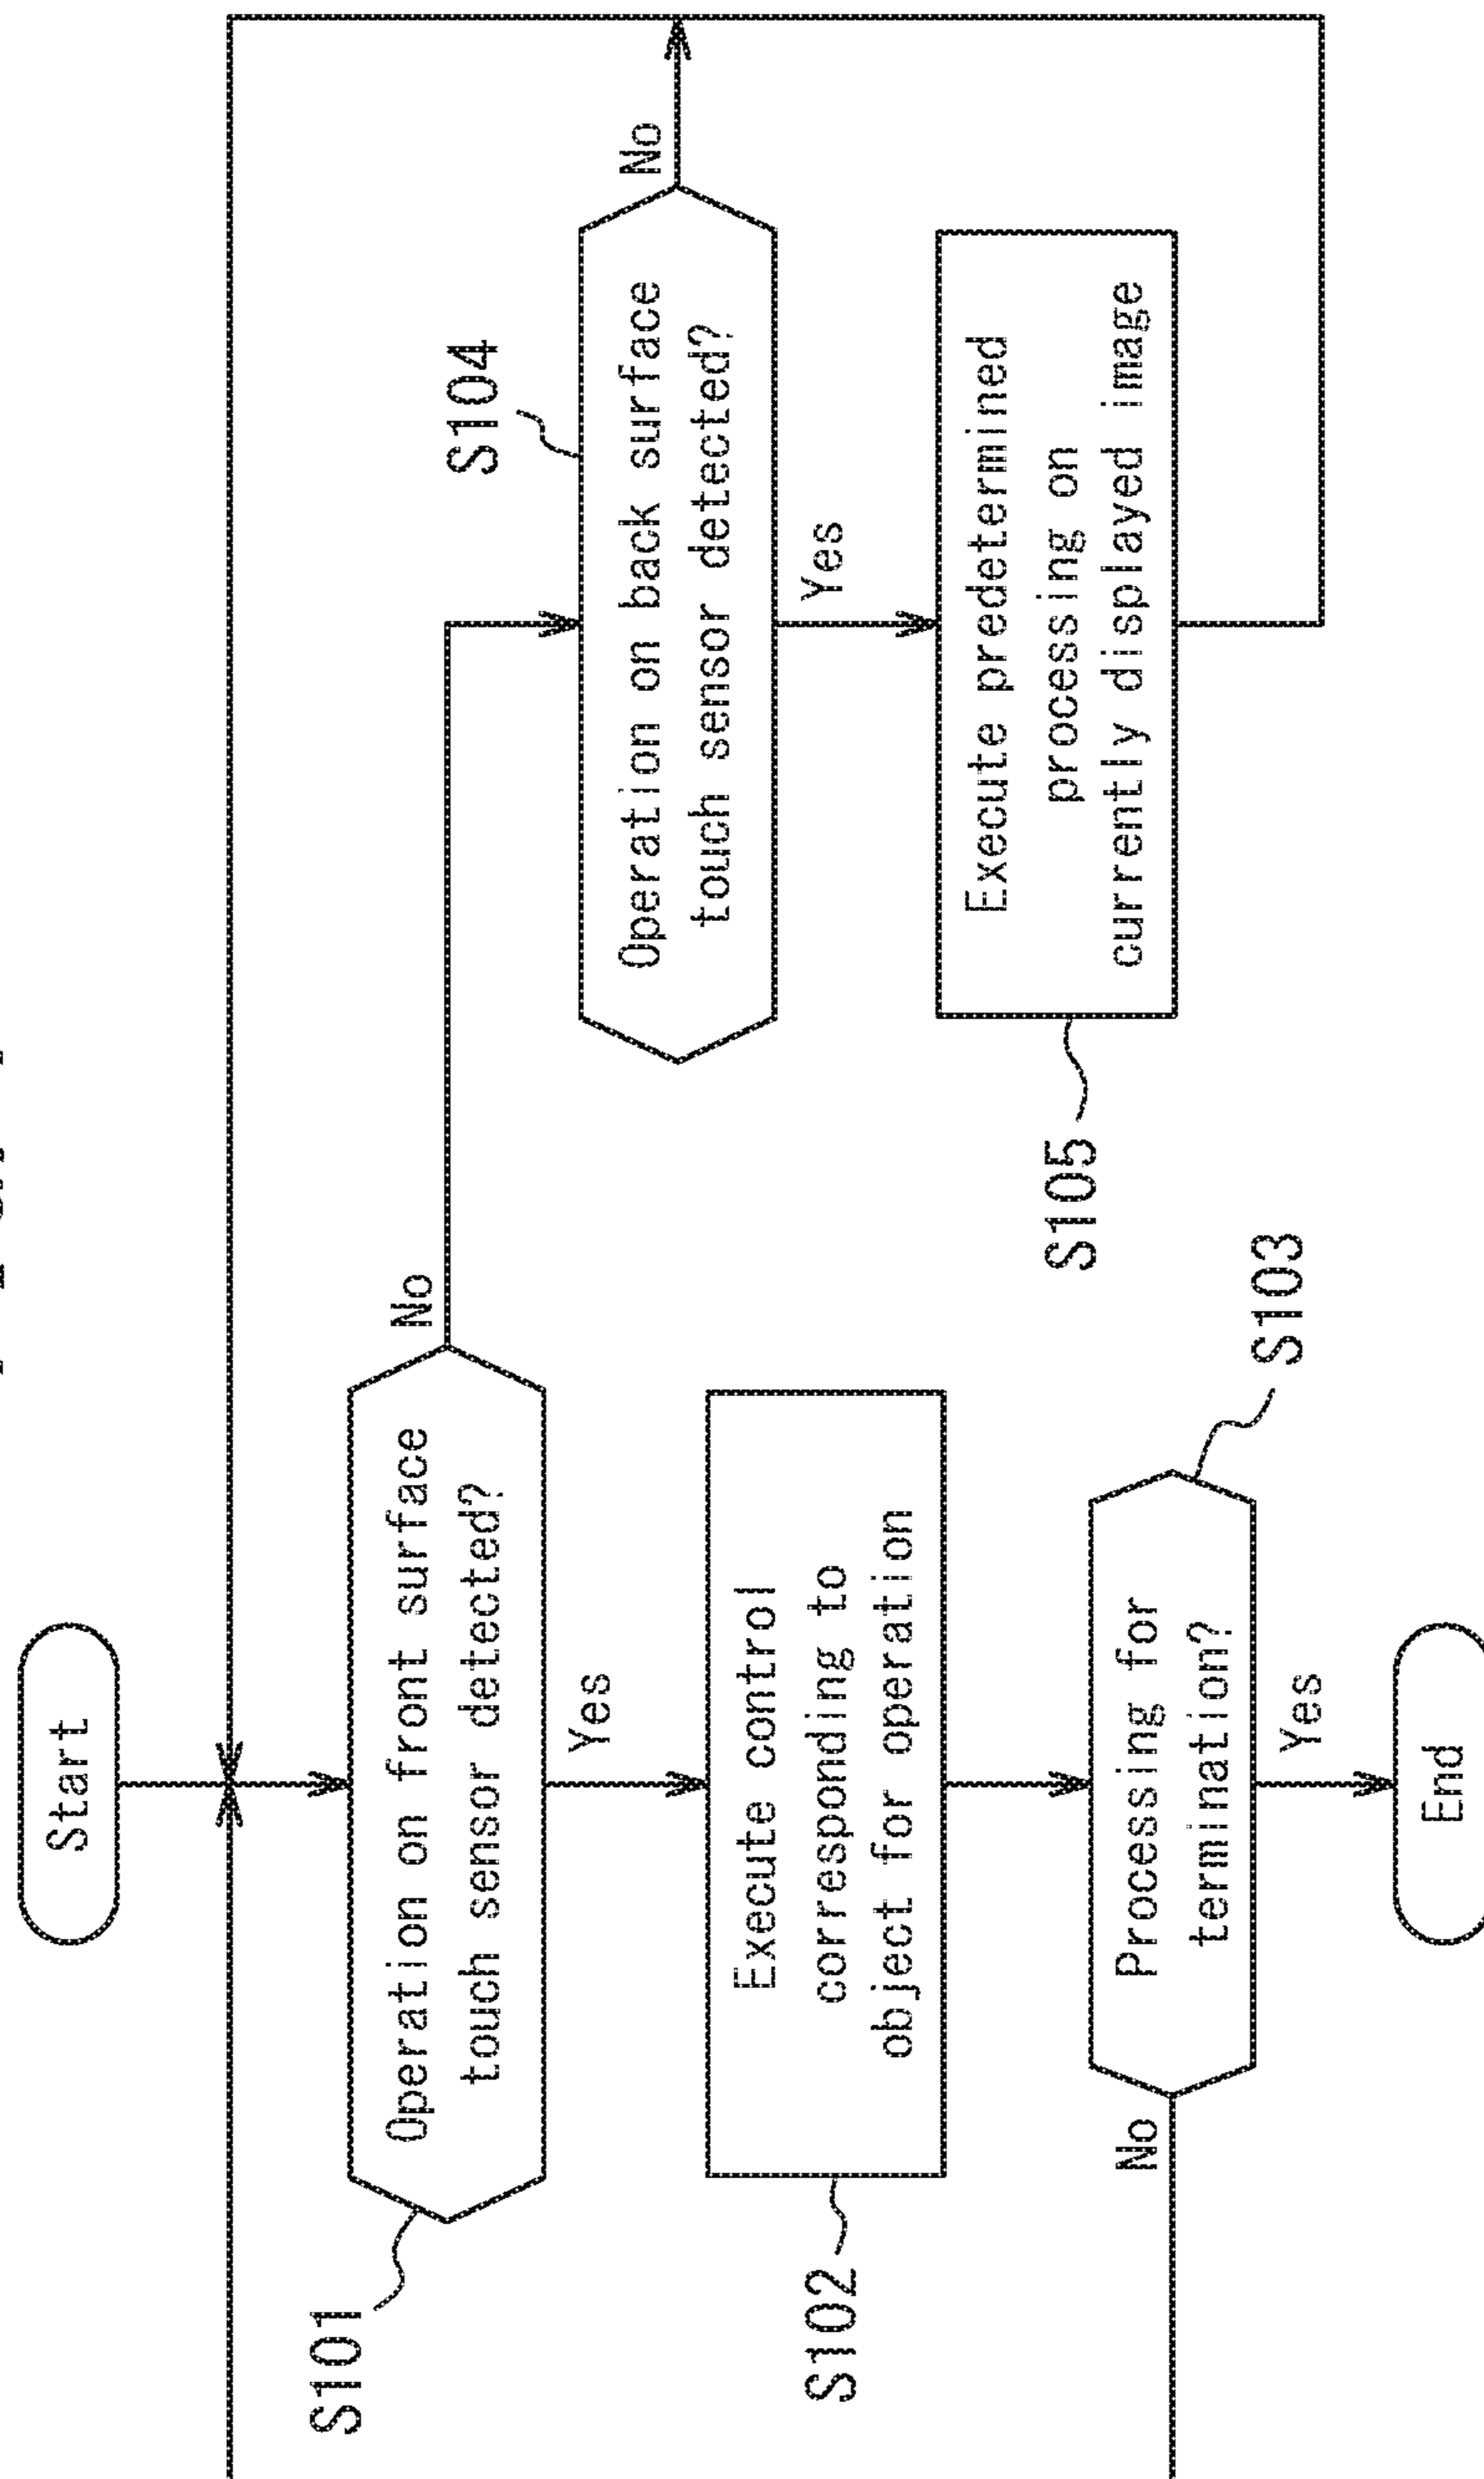 Start
S101
Operation on front surface
touch sensor detected?
No
Yes
S102
Execute control
corresponding to
object for operation
S103
Processing for
termination?
No
Yes
End
S104
Operation on back surface
touch sensor detected?
No
Yes
S105
Execute predetermined
processing on
currently displayed image